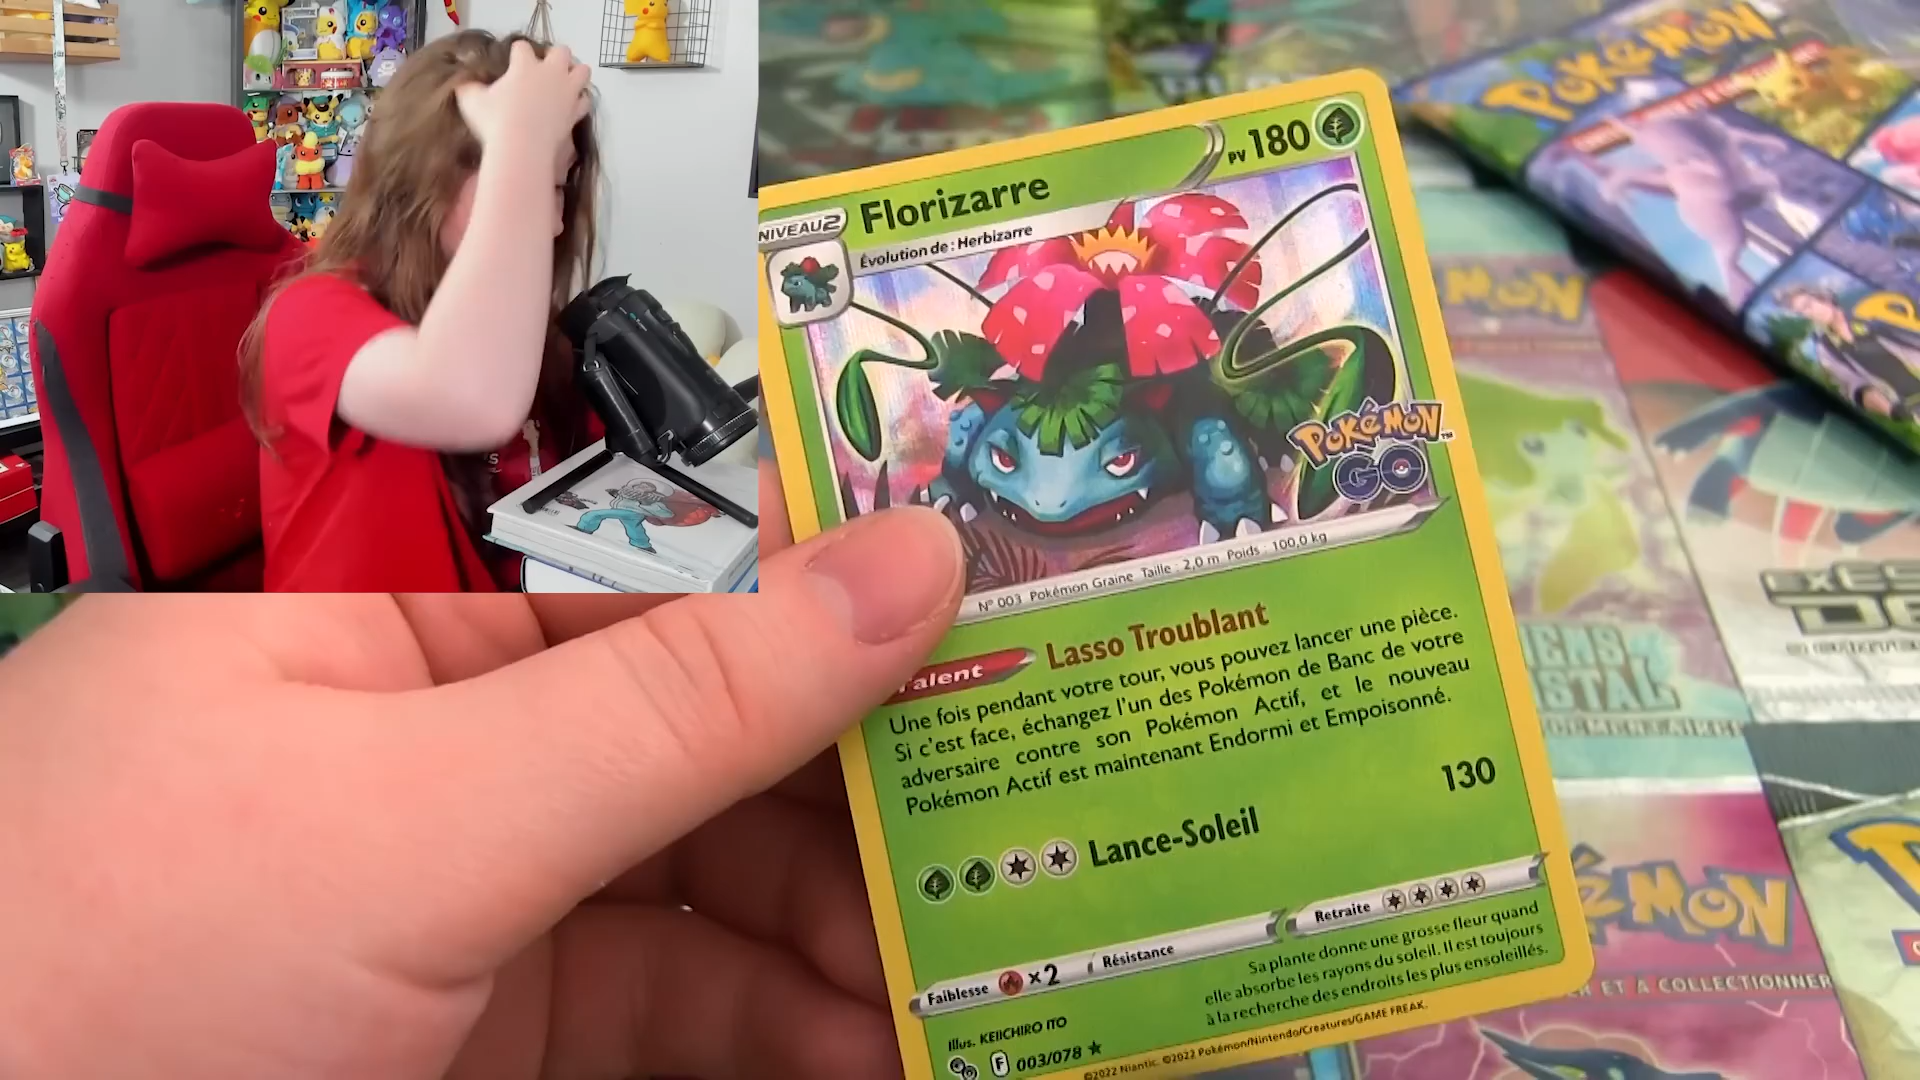 NIVEAU2
Florizarre
PV 180
Évolution de : Herbizarre
POKÉMON
GO
N° 003 Pokémon Graine Taille : 2,0 m Poids : 100,0 kg
Talent Lasso Troublant
Une fois pendant votre tour, vous pouvez lancer une pièce.
Si c'est face, échangez l'un des Pokémon de Banc de votre
adversaire contre son Pokémon Actif, et le nouveau
Pokémon Actif est maintenant Endormi et Empoisonné.
Lance-Soleil 130
Faiblesse ×2
Résistance
Retraite
Sa plante donne une grosse fleur quand
elle absorbe les rayons du soleil. Il est toujours
à la recherche des endroits les plus ensoleillés.
Illus. KEIICHIRO ITO
F 003/078 ★
©2022 Niantic. ©2022 Pokémon/Nintendo/Creatures/GAME FREAK.
POKÉMON
MON
ÉMON
ET A COLLECTIONNER